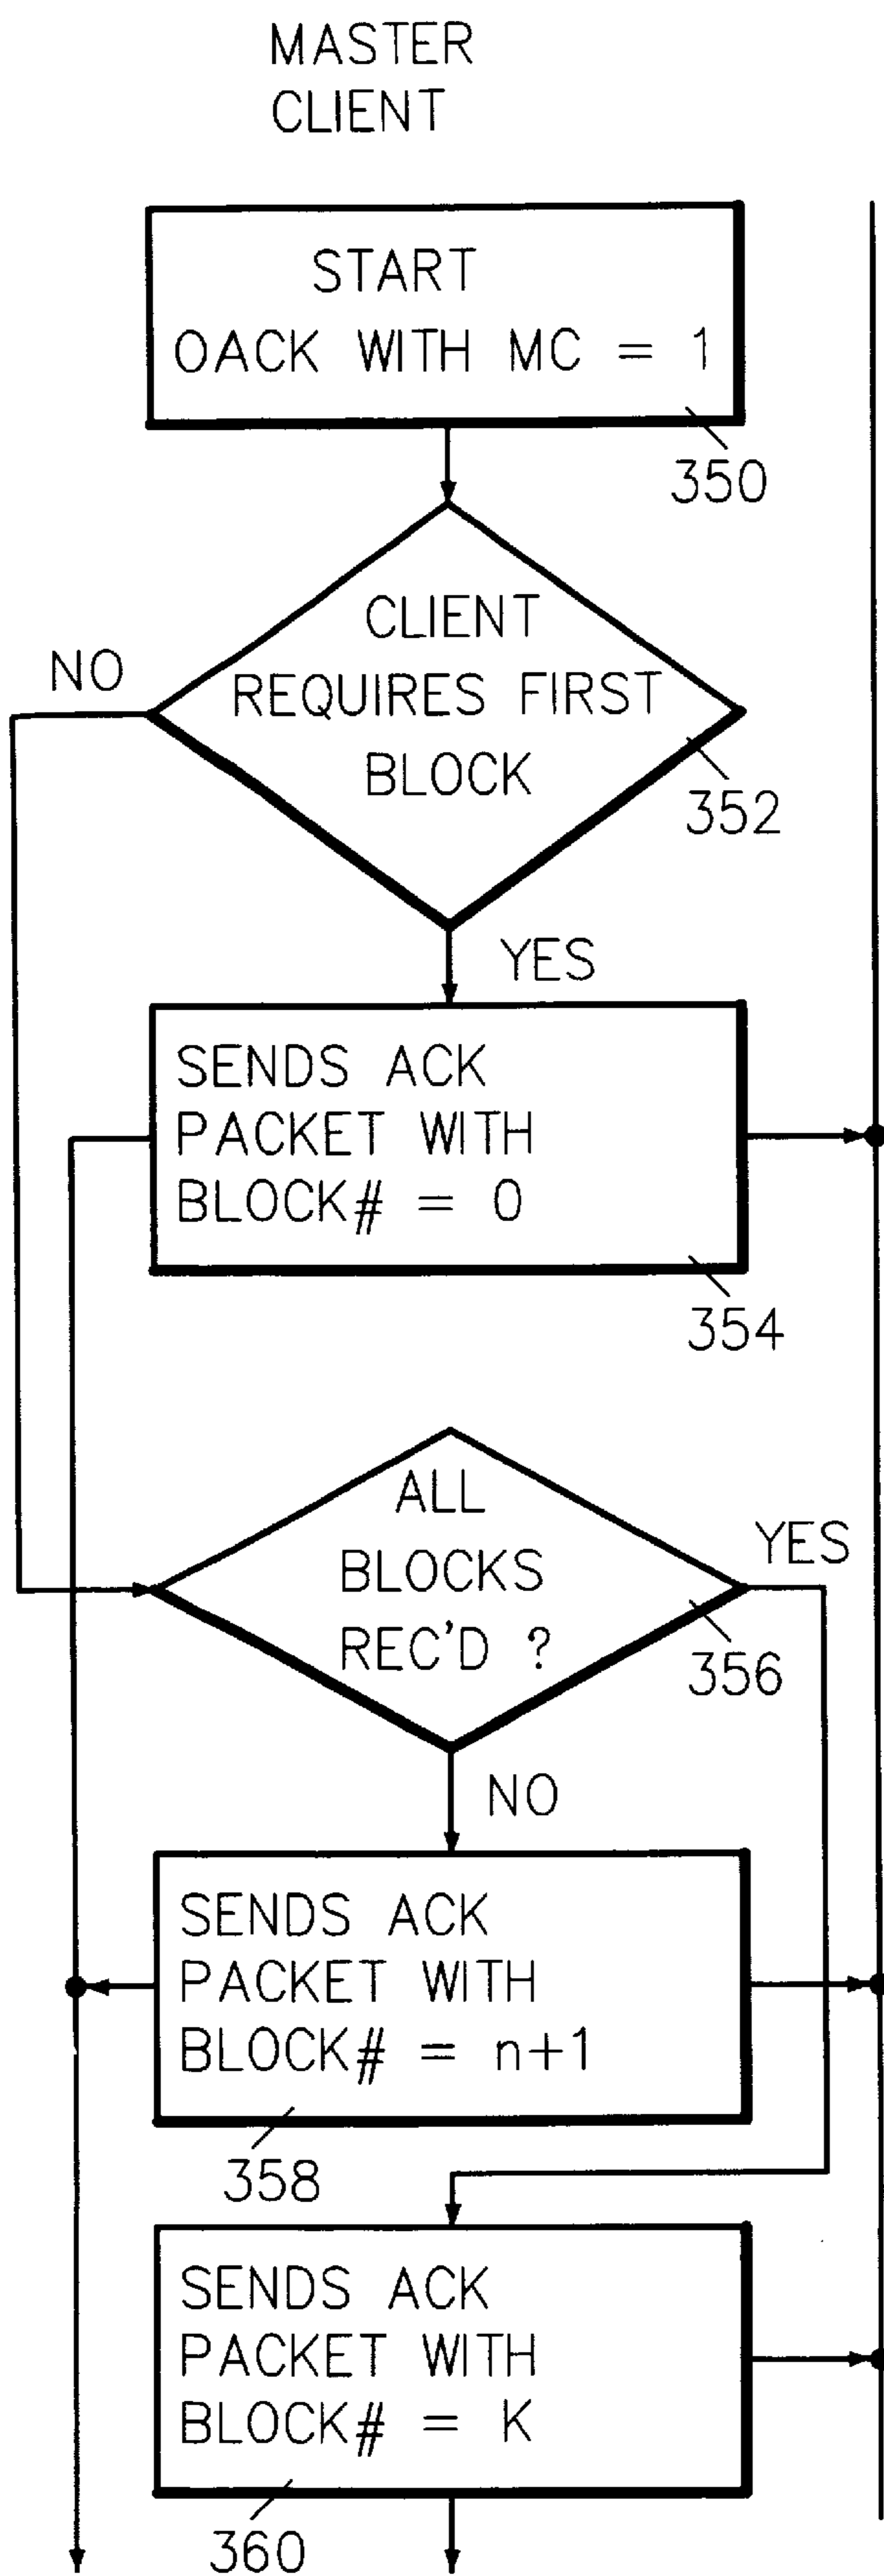 MASTER
CLIENT
START
OACK WITH MC = 1
350
CLIENT
REQUIRES FIRST
BLOCK
NO
352
YES
SENDS ACK
PACKET WITH
BLOCK# = 0
354
ALL
BLOCKS
REC'D ?
YES
356
NO
SENDS ACK
PACKET WITH
BLOCK# = n+1
358
SENDS ACK
PACKET WITH
BLOCK# = K
360